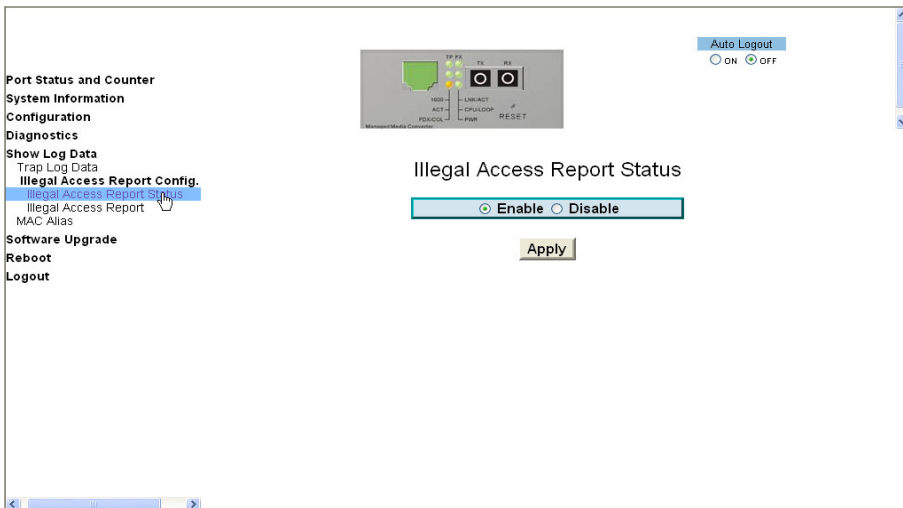 Auto Logout
ON OFF
TP FX TX RX
1000 LNK/ACT
ACT CPU/LOOP
FDX/COL PWR
RESET
Managed Media Converter
Port Status and Counter
System Information
Configuration
Diagnostics
Show Log Data
Trap Log Data
Illegal Access Report Config.
Illegal Access Report Status
Illegal Access Report
MAC Alias
Software Upgrade
Reboot
Logout
Illegal Access Report Status
Enable Disable
Apply